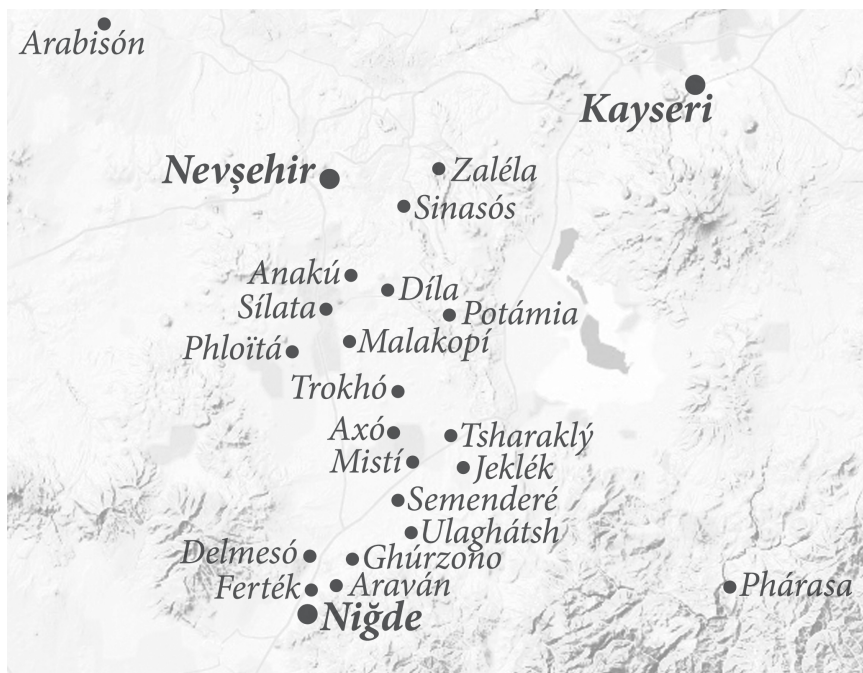 Arabisón
Kayseri
Nevşehir
Zaléla
Sinasós
Anakú
Díla
Sílata
Potámia
Phloïtá
Malakopí
Trokhó
Axó
Tsharaklý
Mistí
Jeklék
Semenderé
Ulaghátsh
Delmesó
Ghúrzono
Ferték
Araván
Phárasa
Niğde